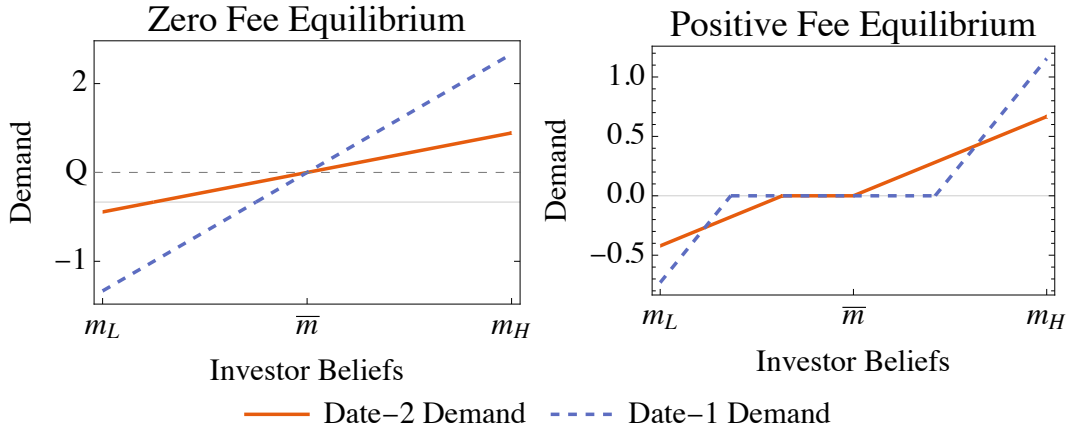 Zero Fee Equilibrium
Demand
2
Q
−1
m_L
m̅
m_H
Investor Beliefs
Positive Fee Equilibrium
Demand
1.0
0.5
0.0
−0.5
m_L
m̅
m_H
Investor Beliefs
Date−2 Demand
Date−1 Demand